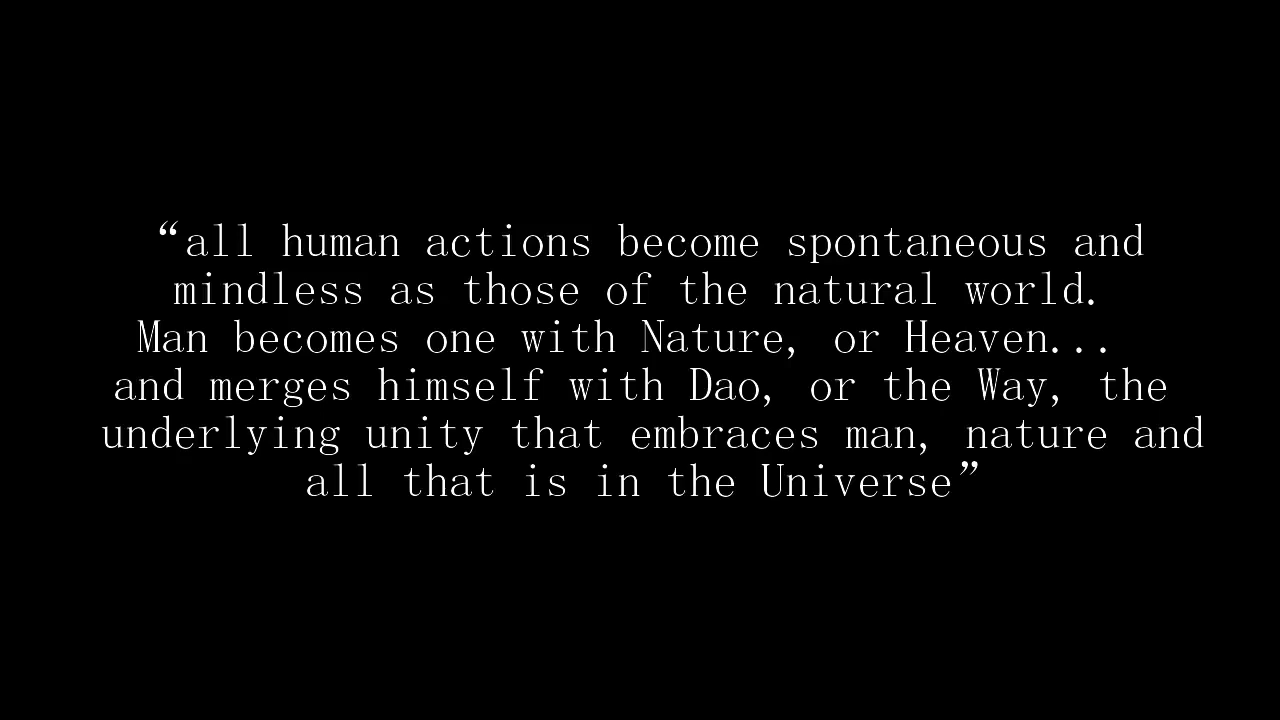 “all human actions become spontaneous and
mindless as those of the natural world.
Man becomes one with Nature, or Heaven...
and merges himself with Dao, or the Way, the
underlying unity that embraces man, nature and
all that is in the Universe”